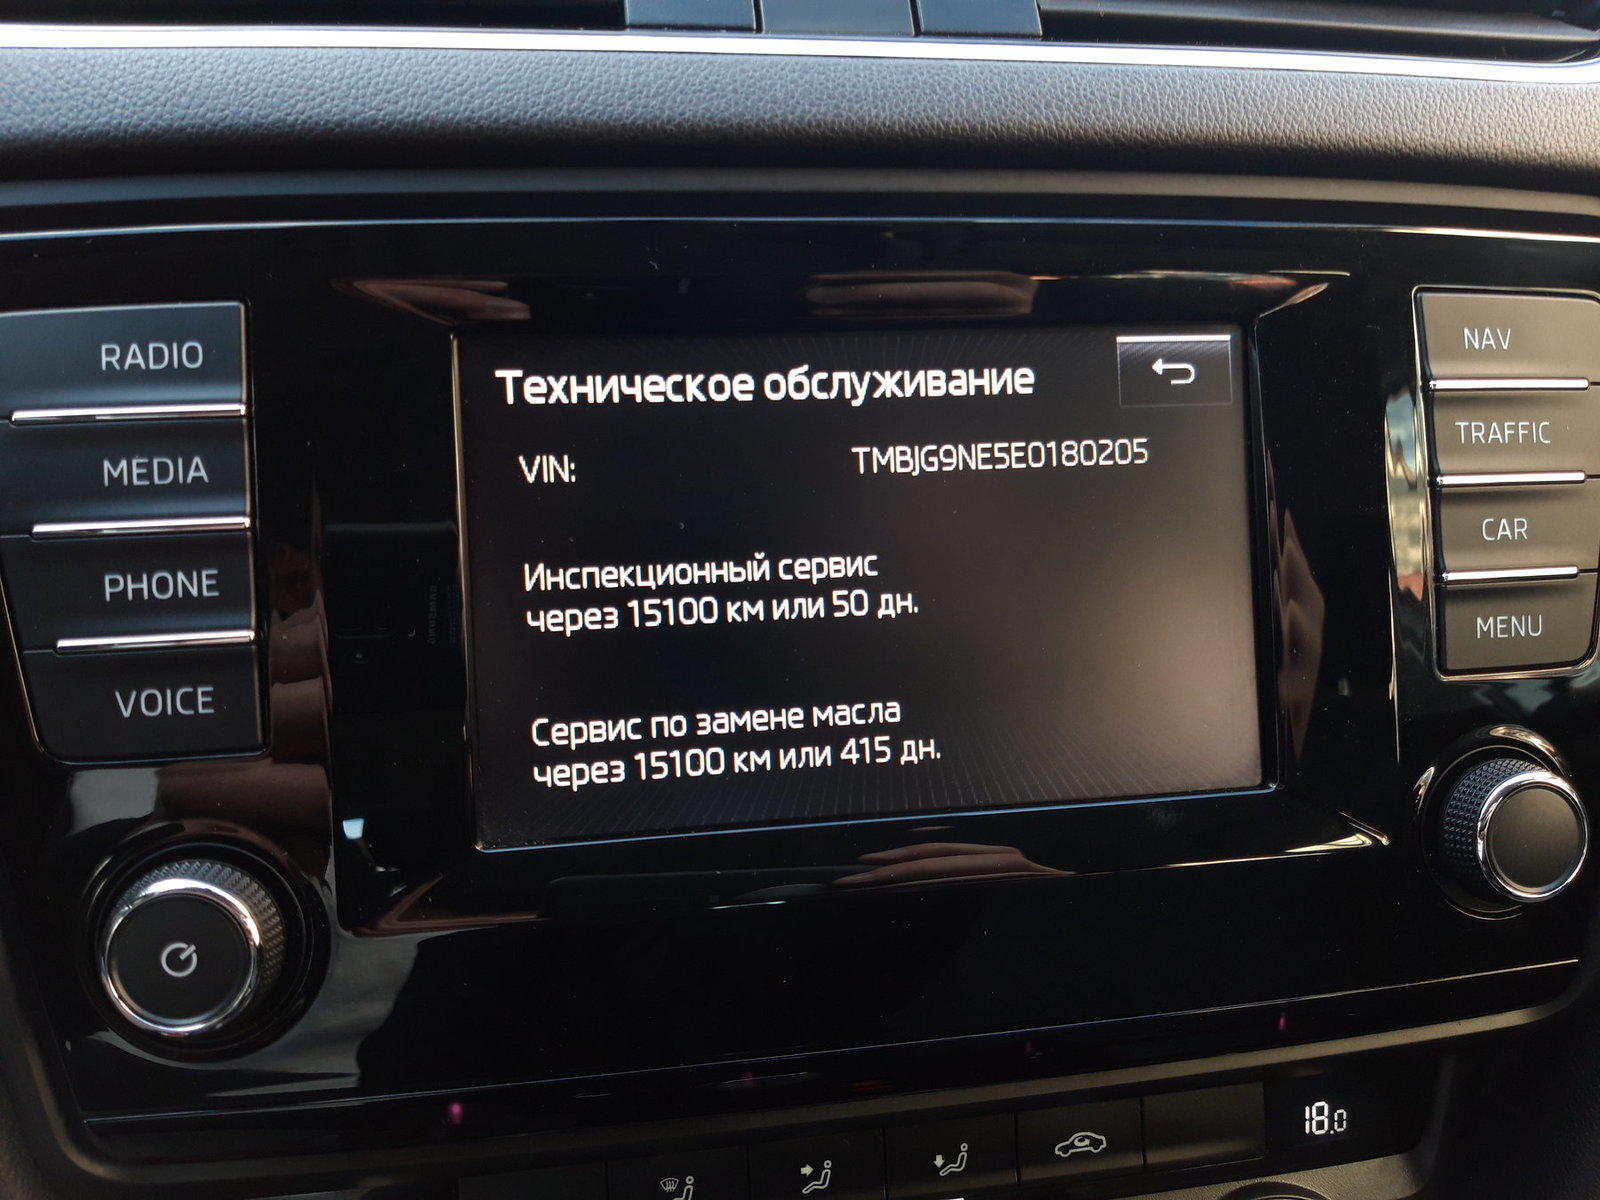 RADIO
MEDIA
PHONE
VOICE
Техническое обслуживание
VIN: TMBJG9NE5E0180205
Инспекционный сервис
через 15100 км или 50 дн.
Сервис по замене масла
через 15100 км или 415 дн.
NAV
TRAFFIC
CAR
MENU
18.0